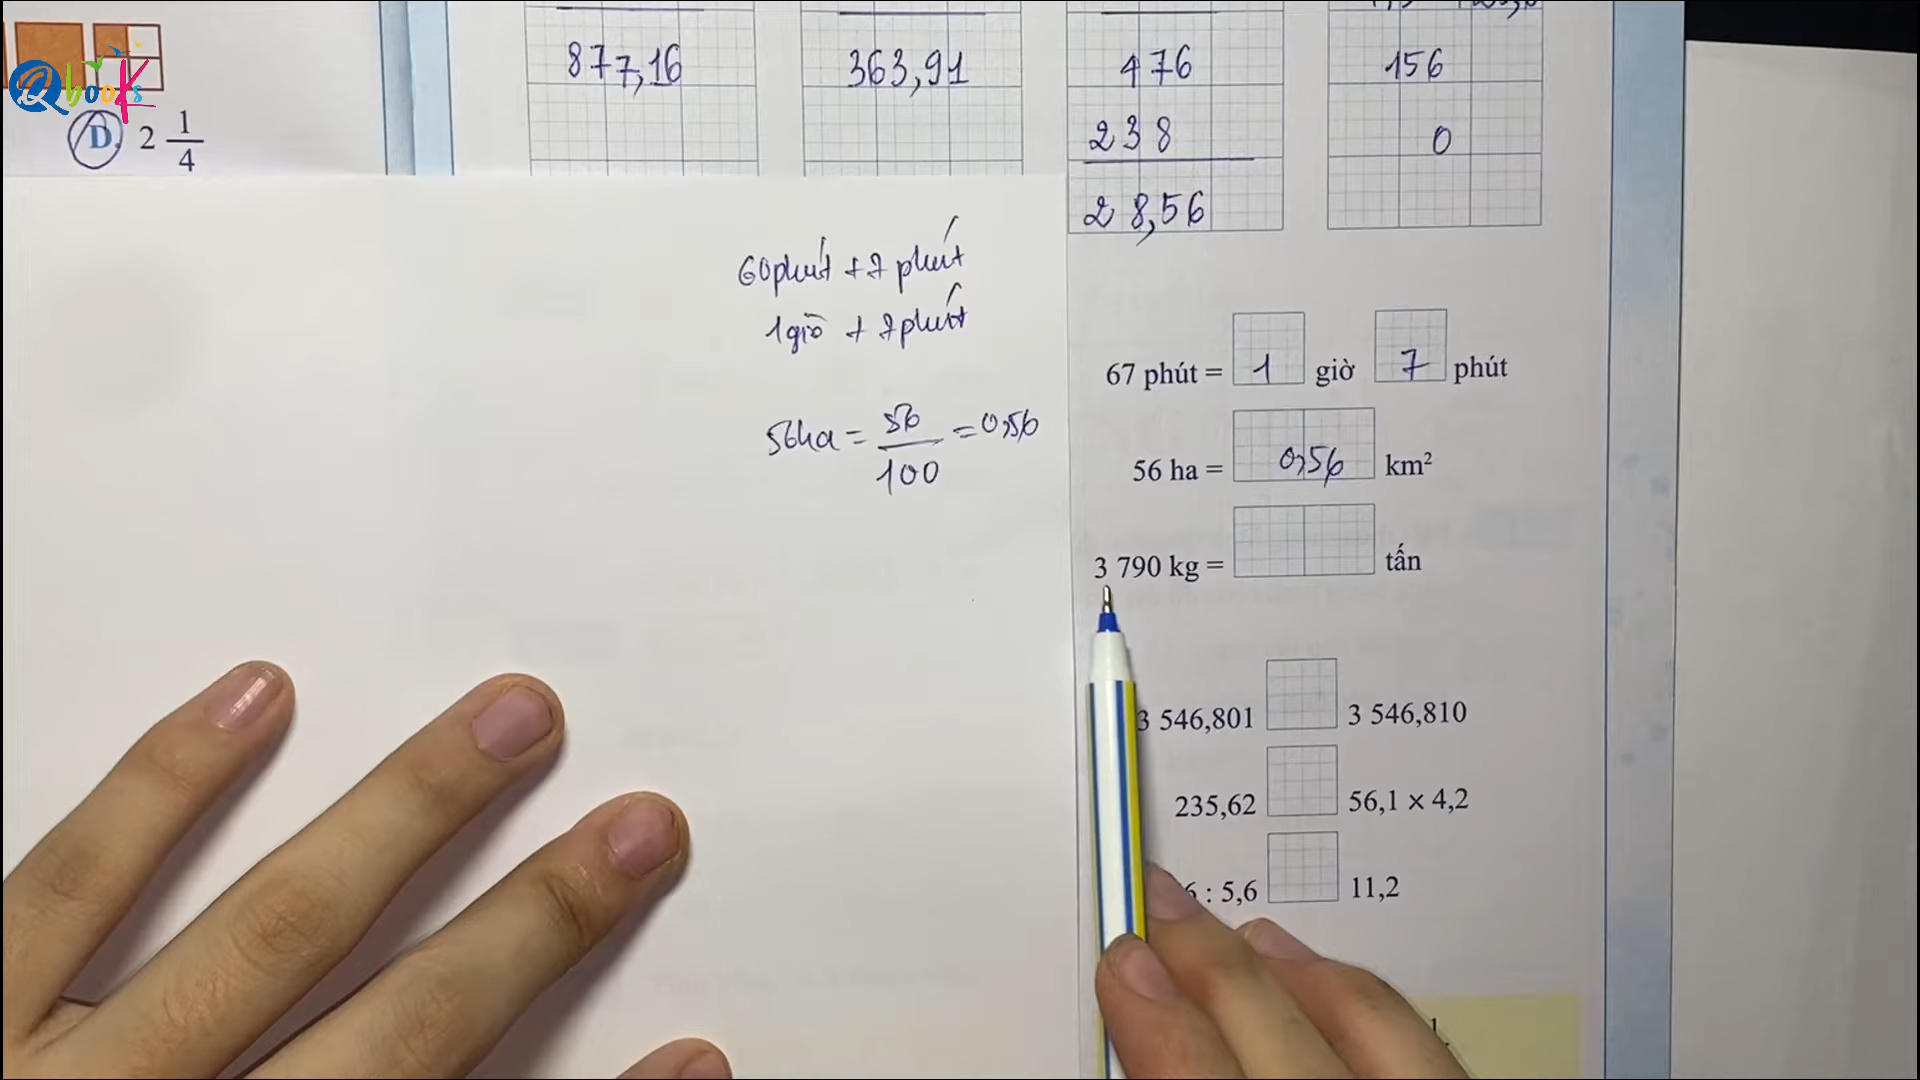 Qbooks
D. 2 1/4
877,16
363,91
476
238
28,56
156
0
60phút + 7 phút
1giờ + 7phút
56ha = 56/100 = 0,56
67 phút = 1 giờ 7 phút
56 ha = 0,56 km²
3 790 kg = tấn
3 546,801 3 546,810
235,62 56,1 × 4,2
6 : 5,6 11,2